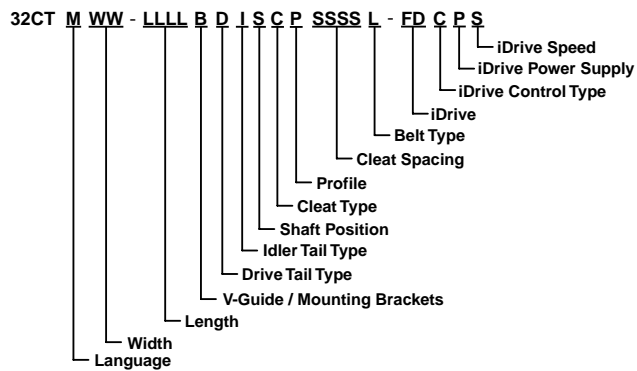 32CT M WW - LLLL B D I S C P SSSS L - FD C P S
iDrive Speed
iDrive Power Supply
iDrive Control Type
iDrive
Belt Type
Cleat Spacing
Profile
Cleat Type
Shaft Position
Idler Tail Type
Drive Tail Type
V-Guide / Mounting Brackets
Length
Width
Language